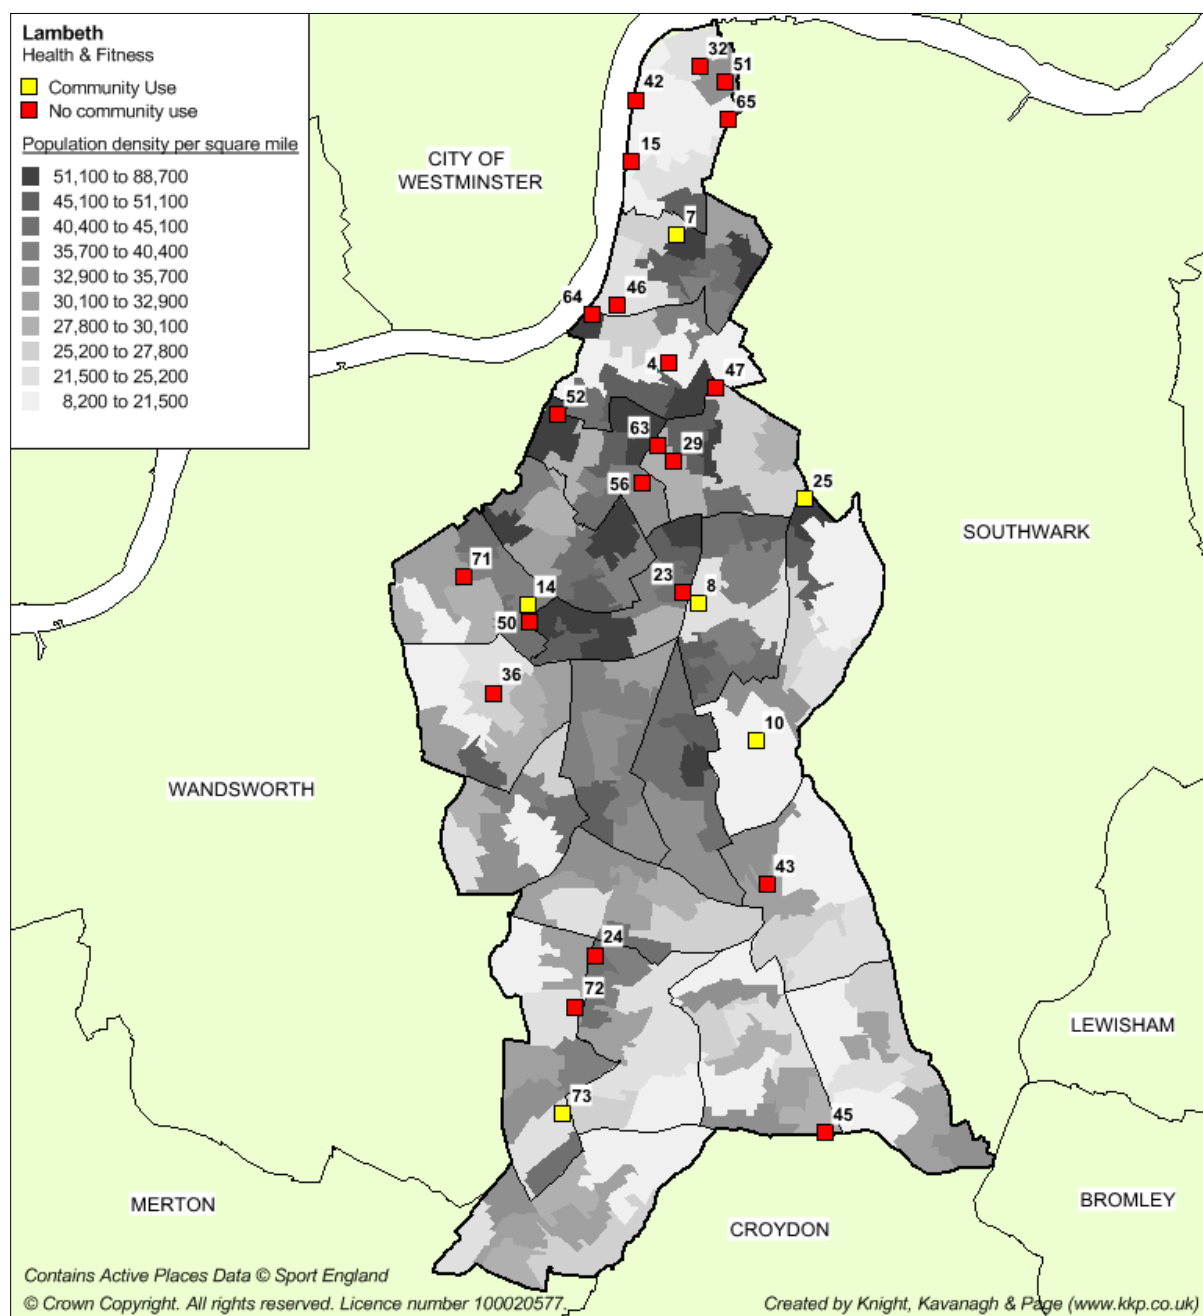 Lambeth
Health & Fitness
Community Use
No community use
Population density per square mile
51,100 to 88,700
45,100 to 51,100
40,400 to 45,100
35,700 to 40,400
32,900 to 35,700
30,100 to 32,900
27,800 to 30,100
25,200 to 27,800
21,500 to 25,200
8,200 to 21,500
32
51
42
65
15
CITY OF
WESTMINSTER
7
46
64
4
47
52
63
29
56
25
SOUTHWARK
71
14
23
8
50
36
10
WANDSWORTH
43
24
72
LEWISHAM
73
45
MERTON
BROMLEY
CROYDON
Contains Active Places Data © Sport England
© Crown Copyright. All rights reserved. Licence number 100020577.
Created by Knight, Kavanagh & Page (www.kkp.co.uk)